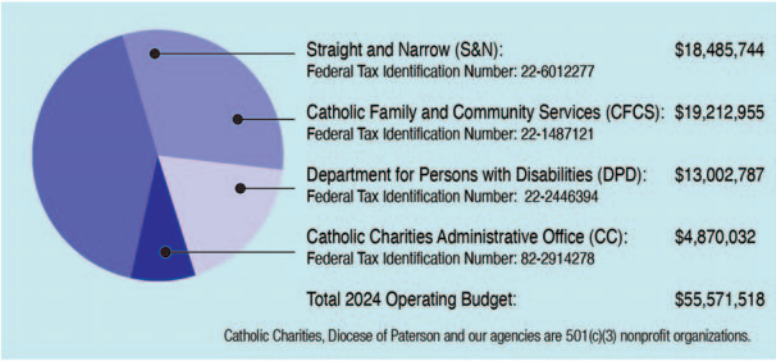 Straight and Narrow (S&N): $18,485,744
Federal Tax Identification Number: 22-6012277
Catholic Family and Community Services (CFCS): $19,212,955
Federal Tax Identification Number: 22-1487121
Department for Persons with Disabilities (DPD): $13,002,787
Federal Tax Identification Number: 22-2446394
Catholic Charities Administrative Office (CC): $4,870,032
Federal Tax Identification Number: 82-2914278
Total 2024 Operating Budget: $55,571,518
Catholic Charities, Diocese of Paterson and our agencies are 501(c)(3) nonprofit organizations.